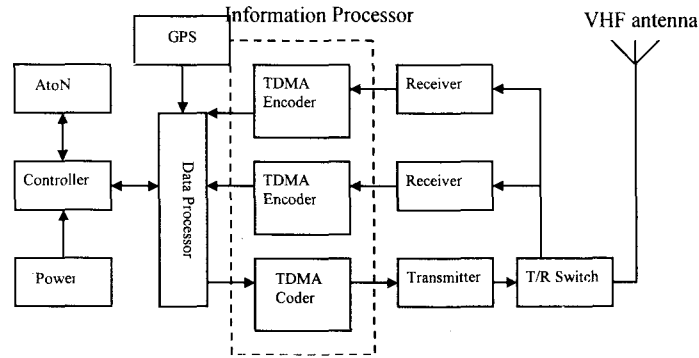 Information Processor
VHF antenna
GPS
AtoN
TDMA
Encoder
Receiver
Controller
Data Processor
TDMA
Encoder
Receiver
Power
TDMA
Coder
Transmitter
T/R Switch